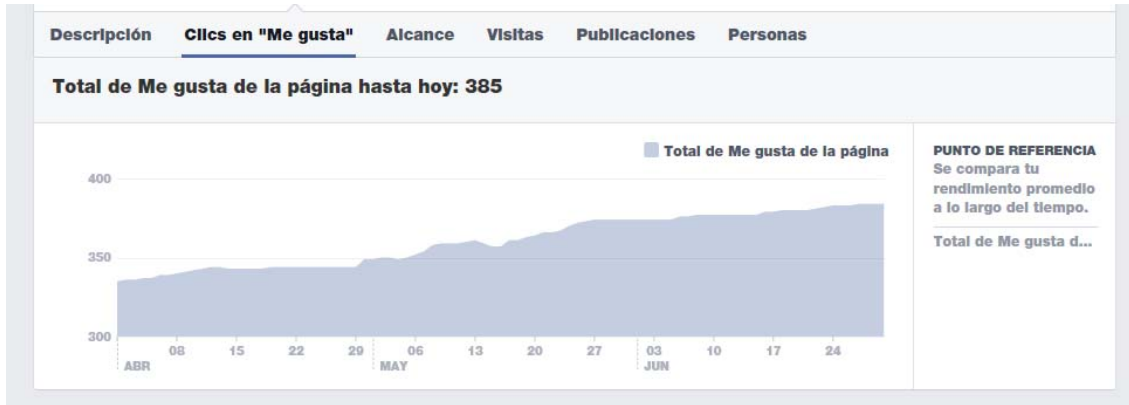 Descripción Clics en "Me gusta" Alcance Visitas Publicaciones Personas
Total de Me gusta de la página hasta hoy: 385
Total de Me gusta de la página
400
350
300
08 15 22 29 06 13 20 27 03 10 17 24
ABR MAY JUN
PUNTO DE REFERENCIA
Se compara tu
rendimiento promedio
a lo largo del tiempo.
Total de Me gusta d...